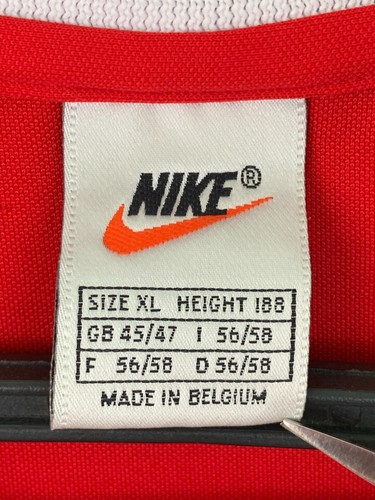 NIKE®
SIZE XL HEIGHT 188
GB 45/47 I 56/58
F 56/58 D 56/58
MADE IN BELGIUM